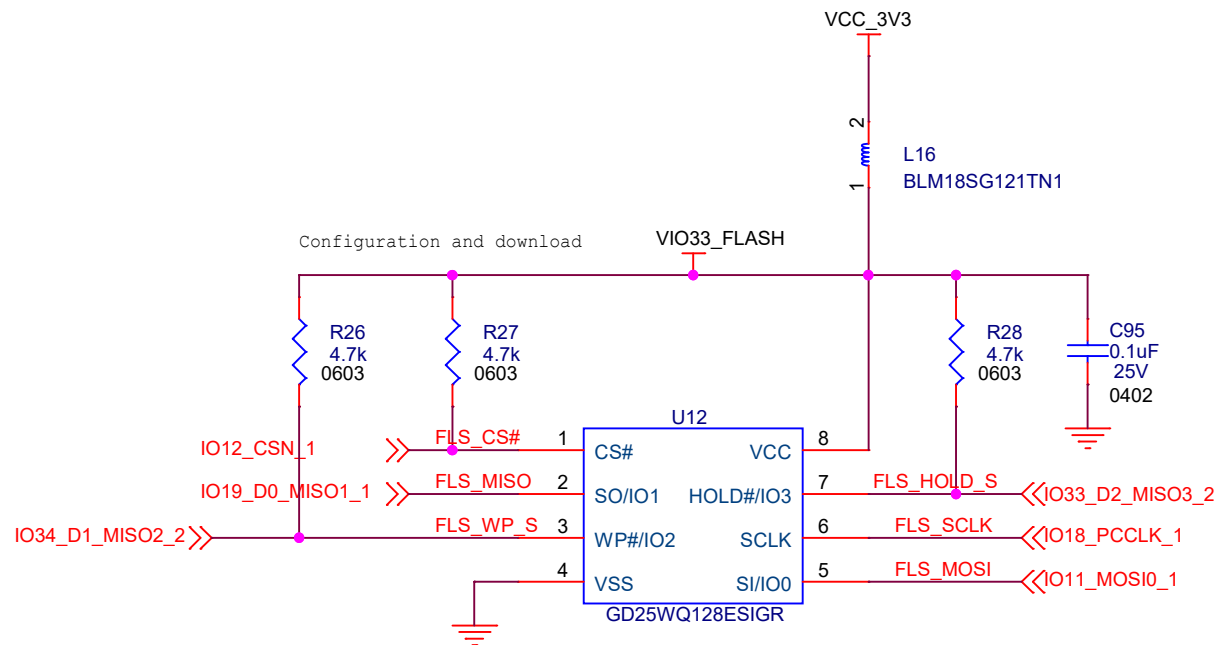 VCC_3V3
2
L16
1
BLM18SG121TN1
Configuration and download
VIO33_FLASH
R26
4.7k
0603
R27
4.7k
0603
R28
4.7k
0603
C95
0.1uF
25V
0402
U12
IO12_CSN_1
FLS_CS#
1
CS#
VCC
8
IO19_D0_MISO1_1
FLS_MISO
2
SO/IO1
HOLD#/IO3
7
FLS_HOLD_S
IO33_D2_MISO3_2
IO34_D1_MISO2_2
FLS_WP_S
3
WP#/IO2
SCLK
6
FLS_SCLK
IO18_PCCLK_1
4
VSS
SI/IO0
5
FLS_MOSI
IO11_MOSI0_1
GD25WQ128ESIGR